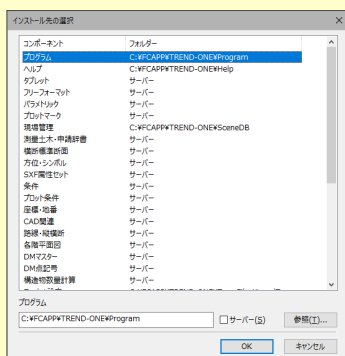 インストール先の選択
コンポーネント フォルダー
プログラム C:¥FCAPP¥TREND-ONE¥Program
ヘルプ C:¥FCAPP¥TREND-ONE¥Help
タブレット サーバー
フリーフォーマット サーバー
パラメトリック サーバー
プロットマーク サーバー
現場管理 C:¥FCAPP¥TREND-ONE¥SceneDB
測量土木・申請辞書 サーバー
横断標準断面 サーバー
方位・シンボル サーバー
SXF属性セット サーバー
条件 サーバー
プロット条件 サーバー
座標・地番 サーバー
CAD関連 サーバー
路線・縦横断 サーバー
各階平面図 サーバー
DMマスター サーバー
DM点記号 サーバー
構造物数量計算 サーバー
プログラム
C:¥FCAPP¥TREND-ONE¥Program サーバー(S) 参照(T)...
OK キャンセル